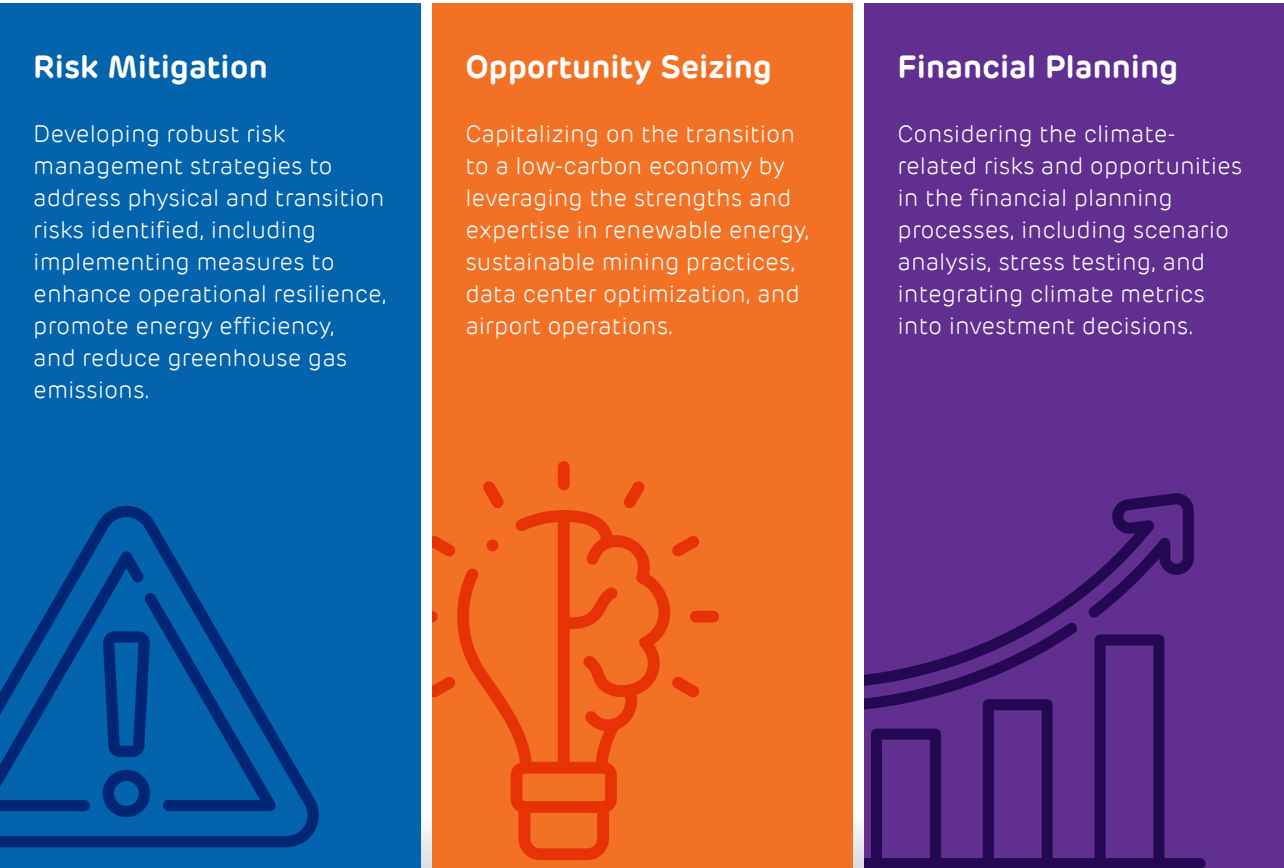 Risk Mitigation
Developing robust risk
management strategies to
address physical and transition
risks identified, including
implementing measures to
enhance operational resilience,
promote energy efficiency,
and reduce greenhouse gas
emissions.
Opportunity Seizing
Capitalizing on the transition
to a low-carbon economy by
leveraging the strengths and
expertise in renewable energy,
sustainable mining practices,
data center optimization, and
airport operations.
Financial Planning
Considering the climate-
related risks and opportunities
in the financial planning
processes, including scenario
analysis, stress testing, and
integrating climate metrics
into investment decisions.